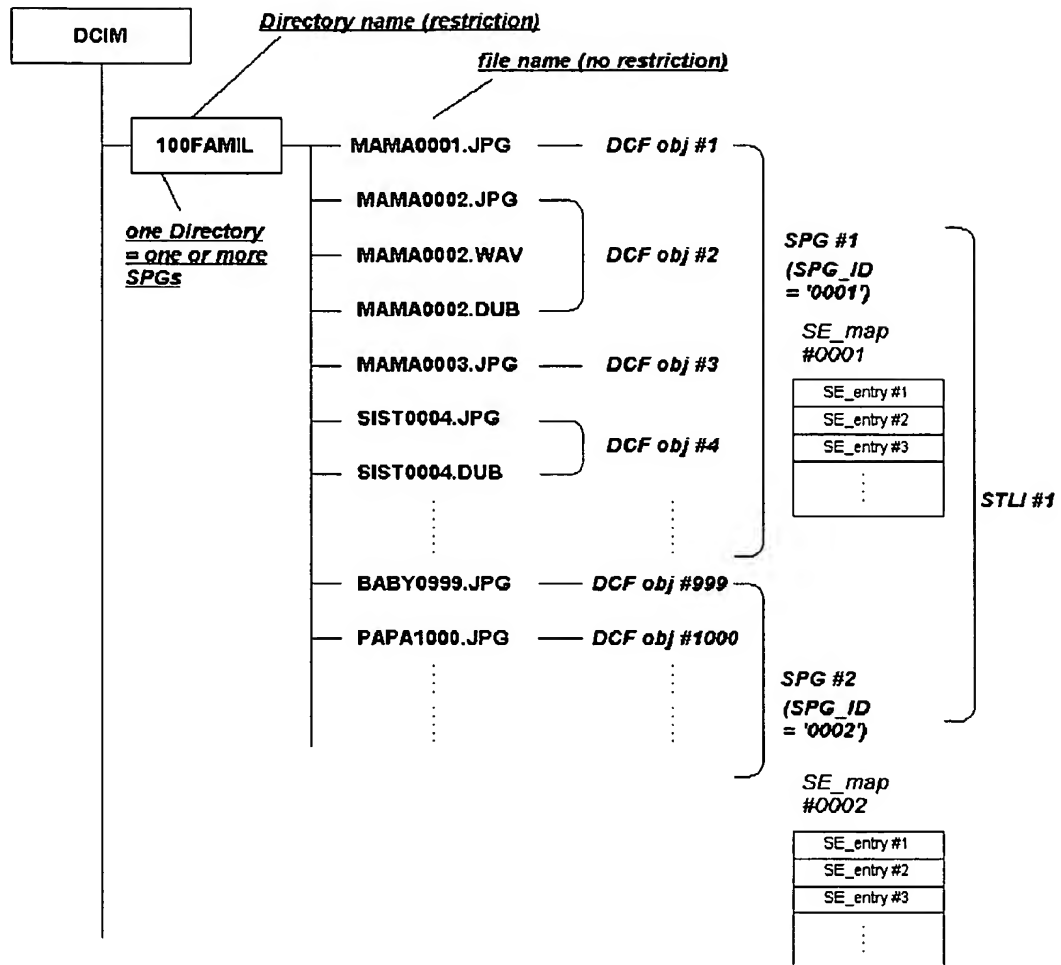 DCIM
Directory name (restriction)
file name (no restriction)
100FAMIL
one Directory
= one or more
SPGs
MAMA0001.JPG
DCF obj #1
MAMA0002.JPG
MAMA0002.WAV
DCF obj #2
MAMA0002.DUB
MAMA0003.JPG
DCF obj #3
SIST0004.JPG
DCF obj #4
SIST0004.DUB
BABY0999.JPG
DCF obj #999
PAPA1000.JPG
DCF obj #1000
SPG #1
(SPG_ID
= '0001')
SE_map
#0001
SE_entry #1
SE_entry #2
SE_entry #3
STLI #1
SPG #2
(SPG_ID
= '0002')
SE_map
#0002
SE_entry #1
SE_entry #2
SE_entry #3